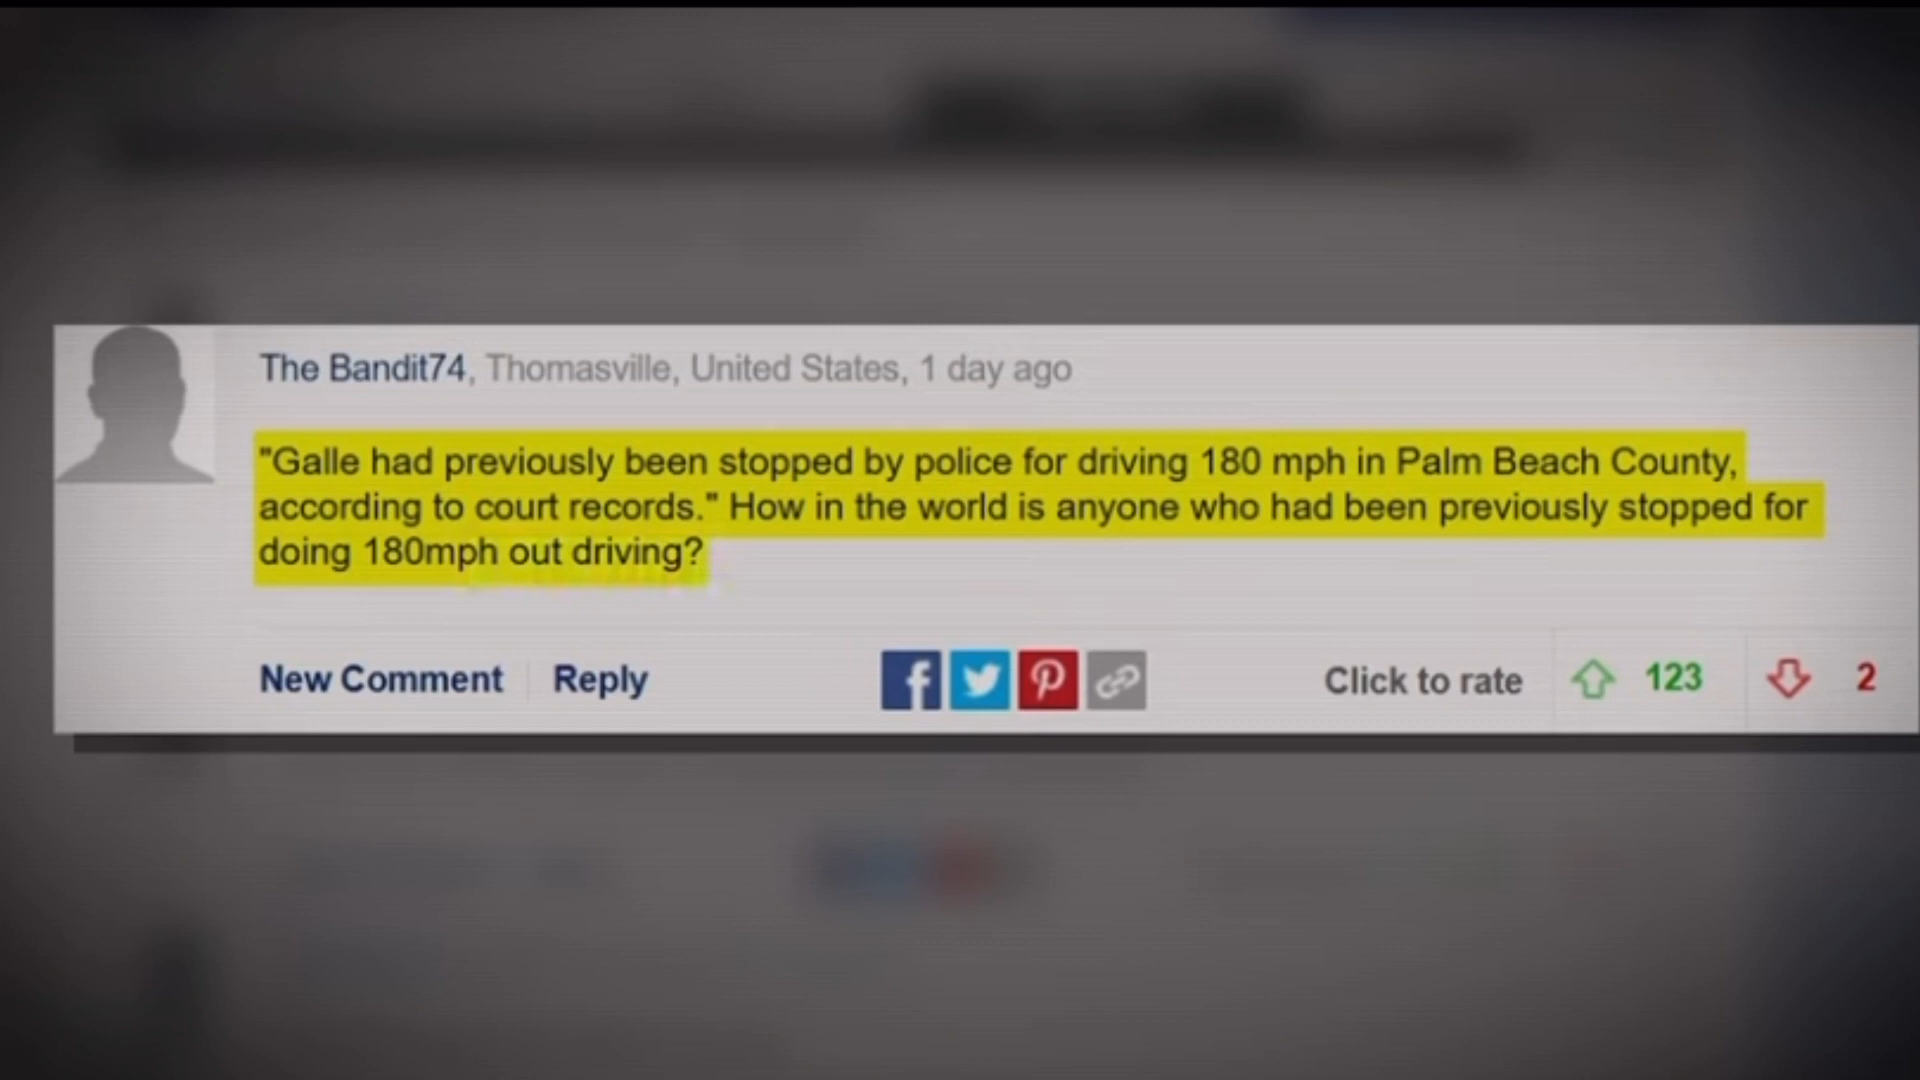 The Bandit74, Thomasville, United States, 1 day ago
"Galle had previously been stopped by police for driving 180 mph in Palm Beach County,
according to court records." How in the world is anyone who had been previously stopped for
doing 180mph out driving?
New Comment Reply Click to rate 123 2